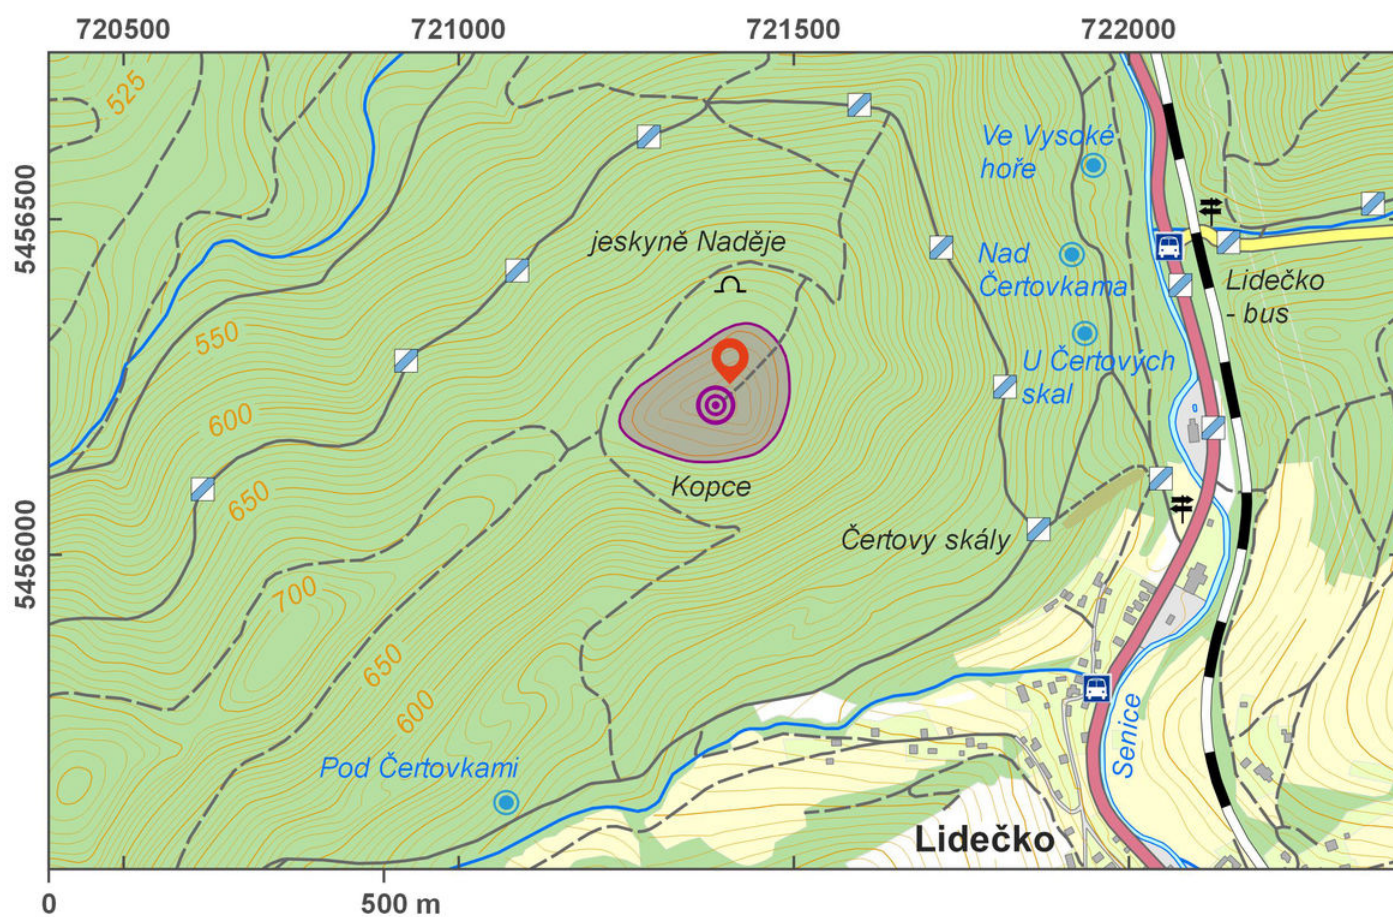 720500
721000
721500
722000
525
Ve Vysoké
hoře
5456500
jeskyně Naděje
Nad
Čertovkama
Lidečko
- bus
550
U Čertových
skal
600
650
Kopce
Čertovy skály
5456000
700
650
600
Senice
Pod Čertovkami
Lidečko
0
500 m